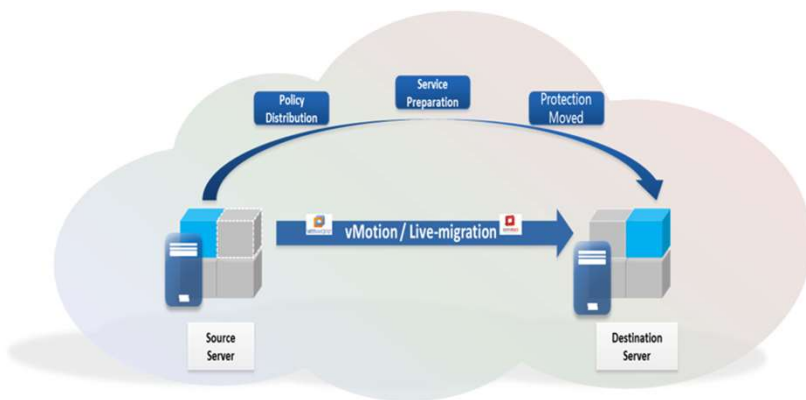 Policy
Distribution
Service
Preparation
Protection
Moved
vMotion / Live-migration
Source
Server
Destination
Server